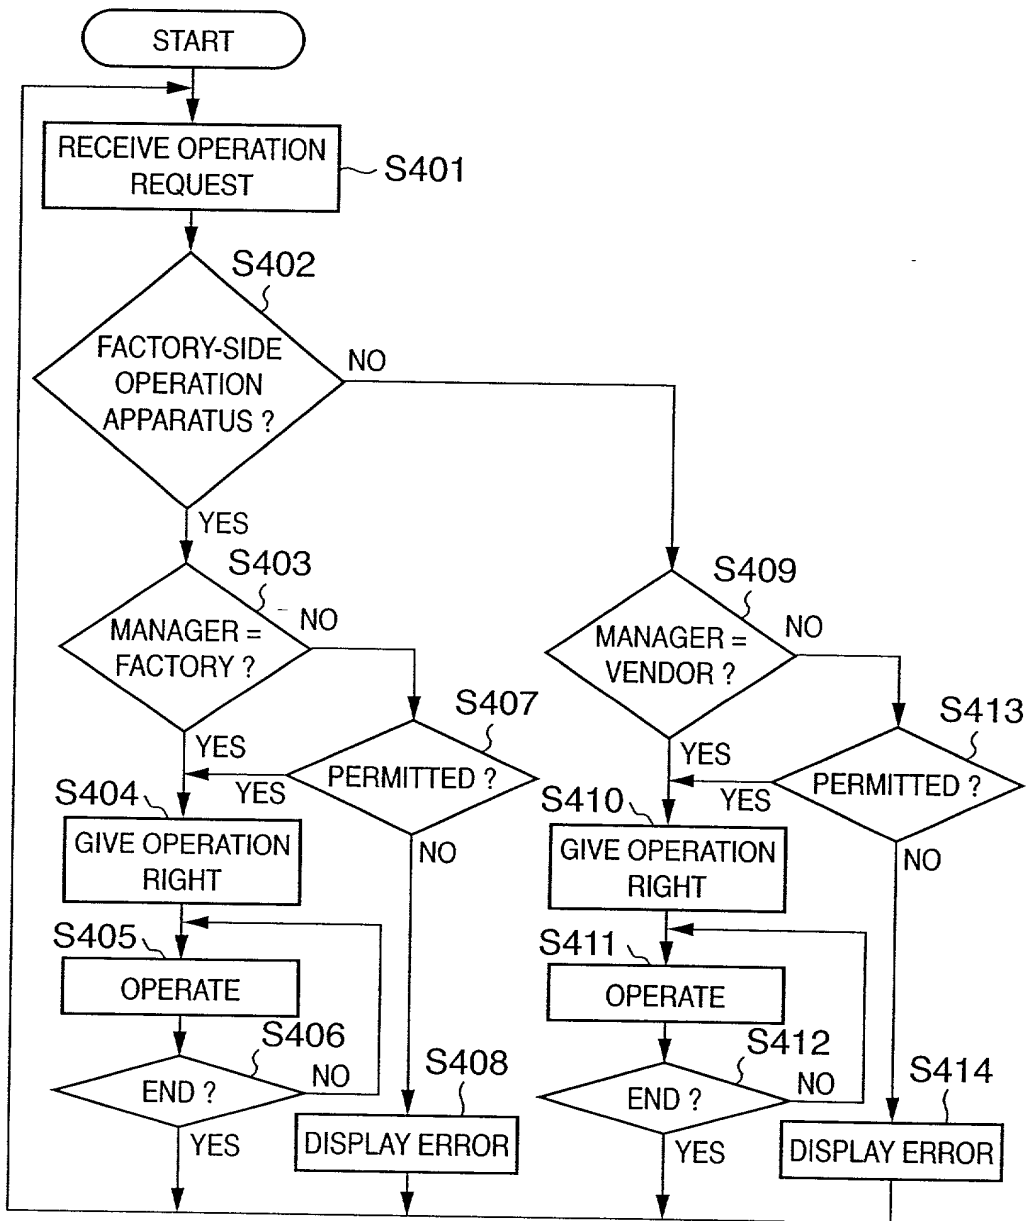 START
RECEIVE OPERATION
REQUEST
S401
S402
FACTORY-SIDE
OPERATION
APPARATUS ?
NO
YES
S403
MANAGER =
FACTORY ?
NO
YES
S407
PERMITTED ?
YES
NO
S404
GIVE OPERATION
RIGHT
S405
OPERATE
S406
END ?
NO
YES
S408
DISPLAY ERROR
S409
MANAGER =
VENDOR ?
NO
YES
S413
PERMITTED ?
YES
NO
S410
GIVE OPERATION
RIGHT
S411
OPERATE
S412
END ?
NO
YES
S414
DISPLAY ERROR